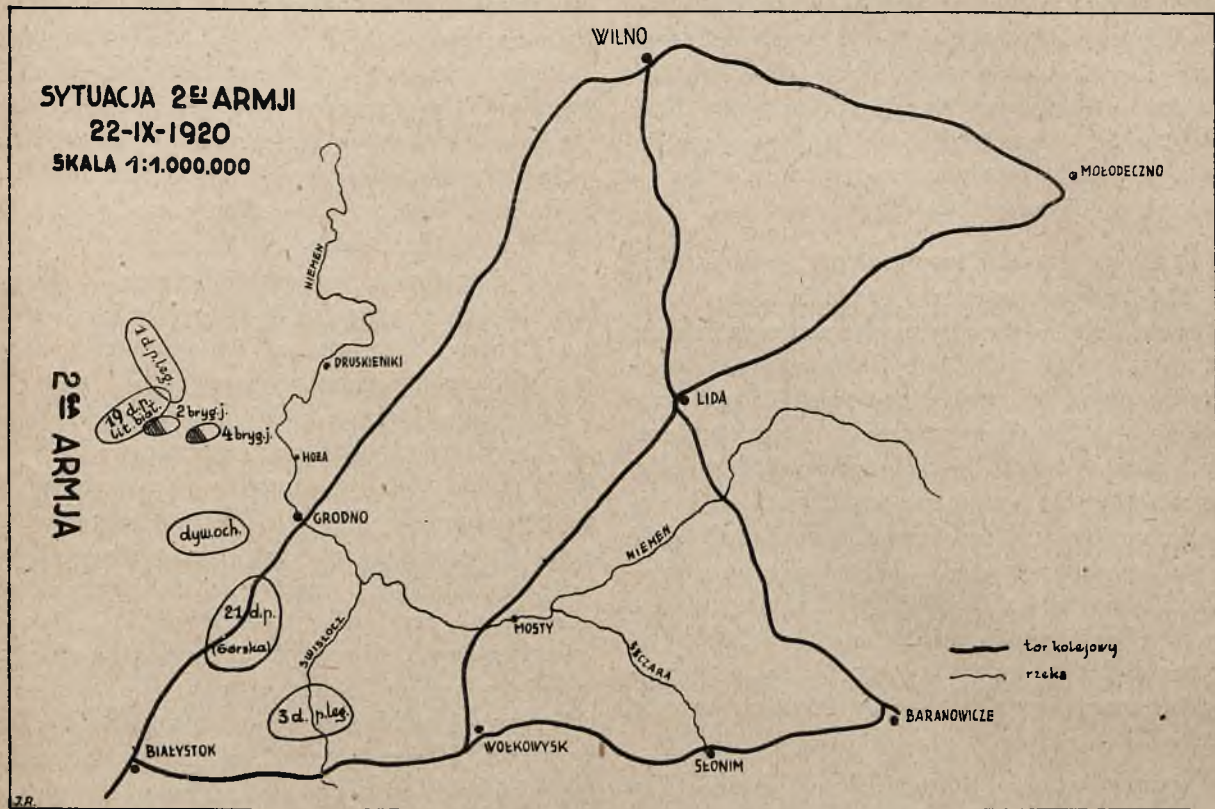 SYTUACJA 2EJ ARMJI
22-IX-1920
SKALA 1:1.000.000
WILNO
MOŁODECZNO
NIEMEN
DRUSKIENIKI
1 d.p.leg.
19 d.p.
lit.biał.
2 bryg.j.
4 bryg.j.
2GA ARMJA
LIDA
HOŻA
GRODNO
dyw.och.
NIEMEN
21 d.p.
(Górska)
MOSTY
ŚWISŁOCZ
SZCZARA
tor kolejowy
rzeka
3 d.p.leg.
BARANOWICZE
WOŁKOWYSK
BIAŁYSTOK
SŁONIM
J.R.